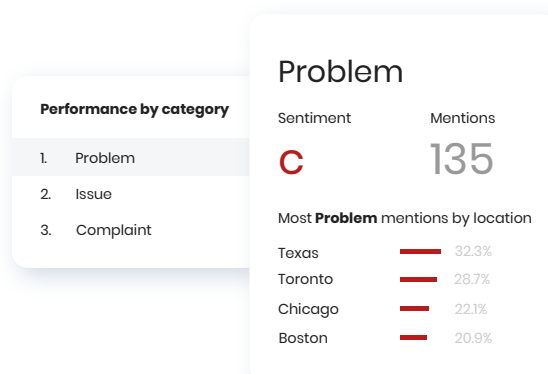 Performance by category
1. Problem
2. Issue
3. Complaint
Problem
Sentiment Mentions
C 135
Most Problem mentions by location
Texas 32.3%
Toronto 28.7%
Chicago 22.1%
Boston 20.9%